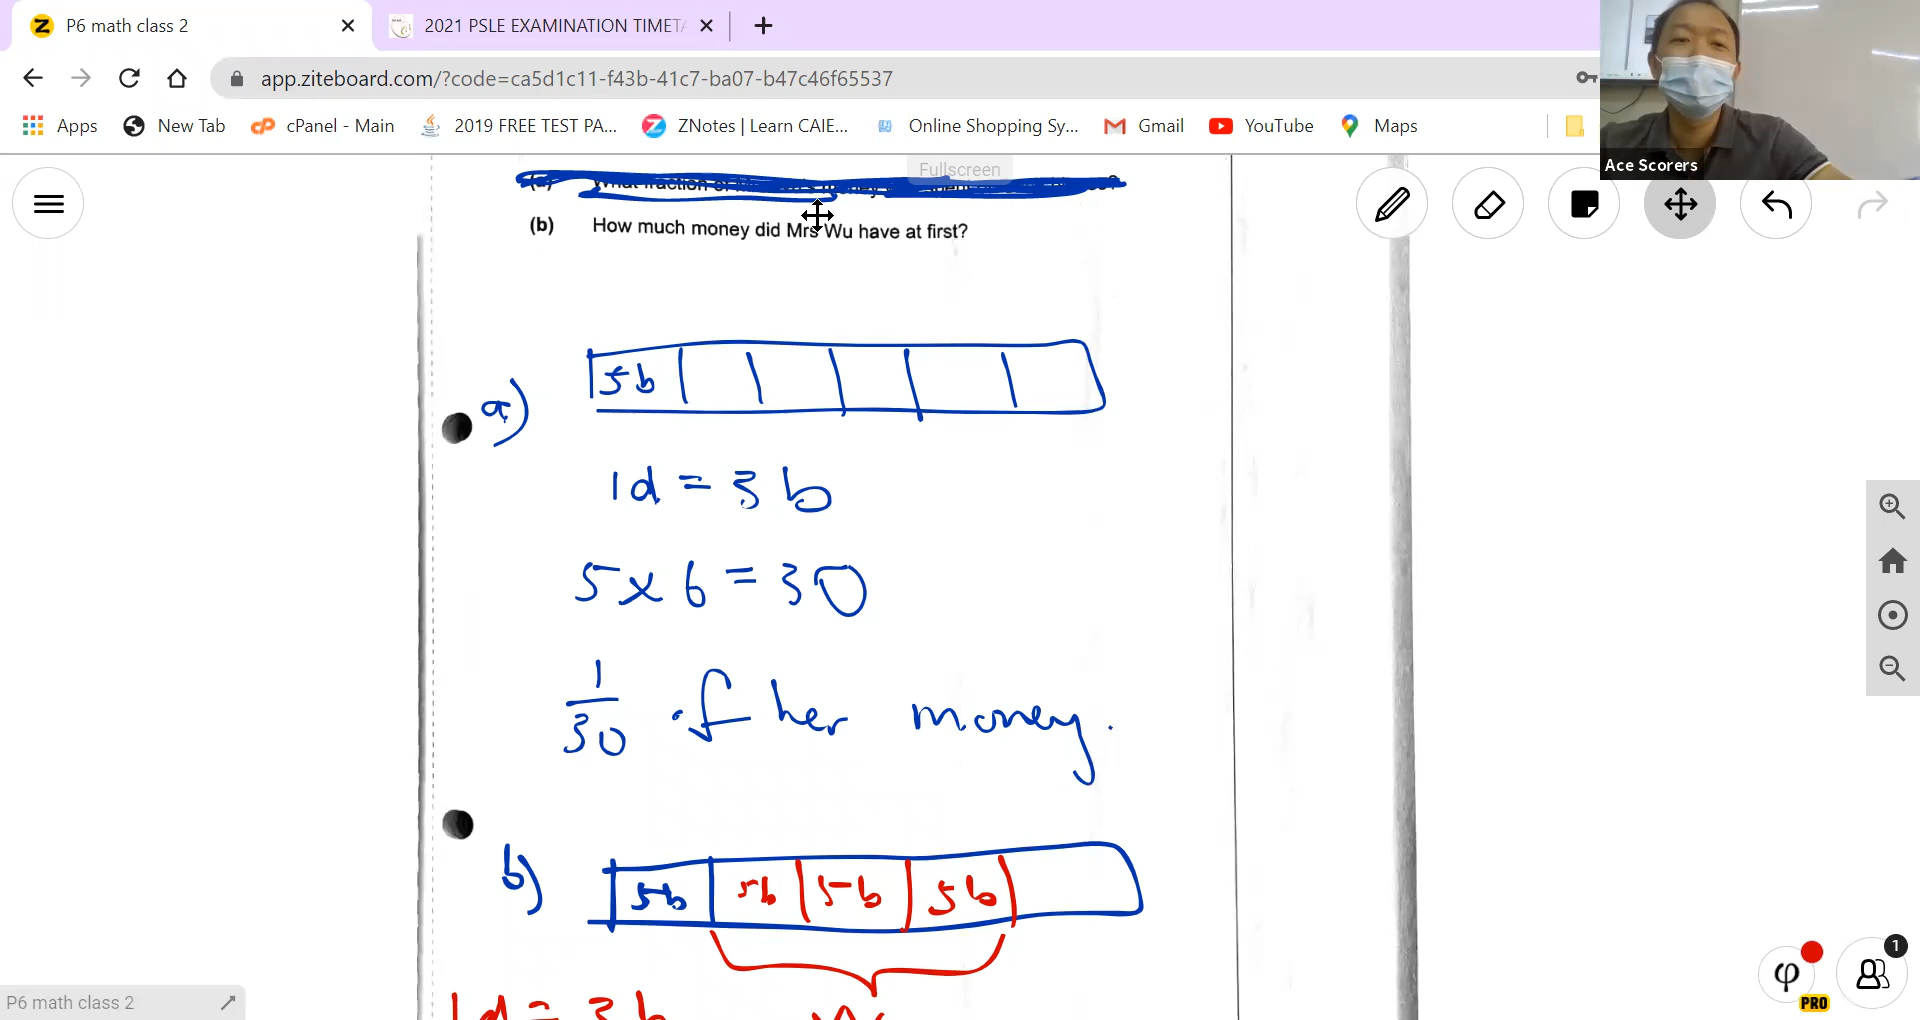 P6 math class 2
2021 PSLE EXAMINATION TIMETA
app.ziteboard.com/?code=ca5d1c11-f43b-41c7-ba07-b47c46f65537
Apps New Tab cPanel - Main 2019 FREE TEST PA... ZNotes | Learn CAIE... Online Shopping Sy... Gmail YouTube Maps
Ace Scorers
Fullscreen
(b) How much money did Mrs Wu have at first?
a)
5b
1d = 3 b
5 x 6 = 30
1
30
of her money.
b)
5b 5b 5b 5b
1d = 3b
P6 math class 2
1
φ
PRO